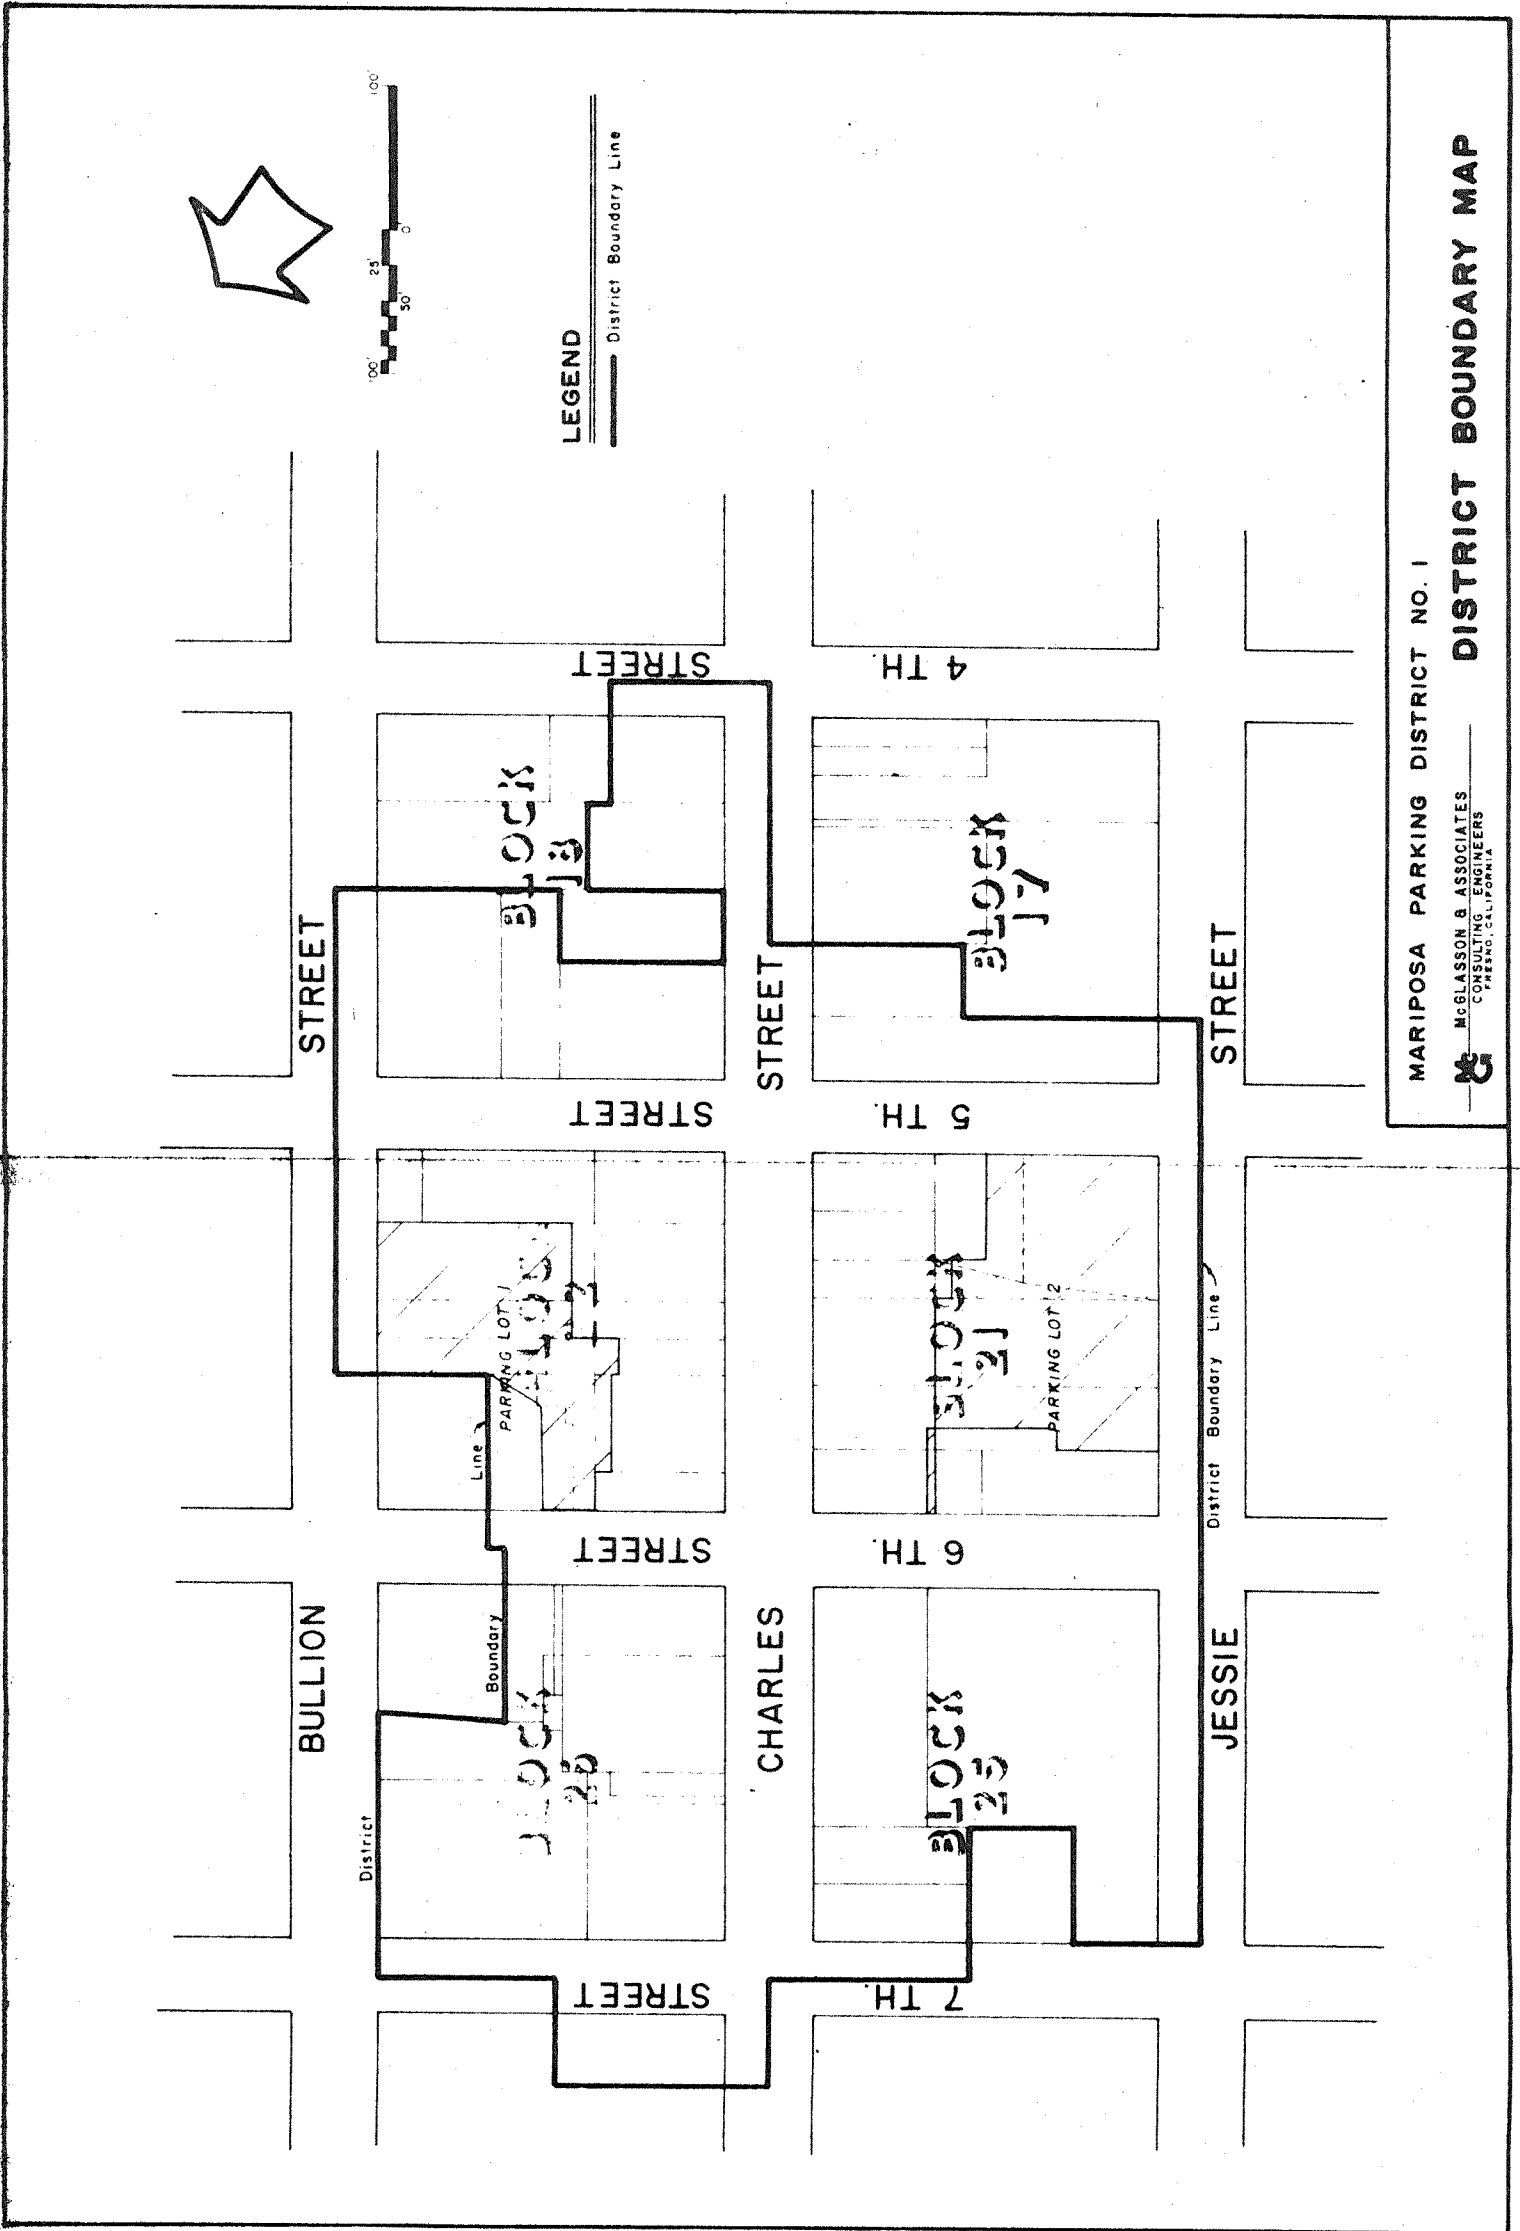 100'
50'
25'
0'
100'
LEGEND
District Boundary Line
BULLION STREET
CHARLES STREET
JESSIE STREET
4 TH. STREET
5 TH. STREET
6 TH. STREET
7 TH. STREET
District Boundary Line
District Boundary Line
BLOCK
18
BLOCK
17
PARKING LOT 1
BLOCK
21
PARKING LOT 2
BLOCK
25
MARIPOSA PARKING DISTRICT NO. 1
McGLASSON & ASSOCIATES
CONSULTING ENGINEERS
FRESNO, CALIFORNIA
DISTRICT BOUNDARY MAP